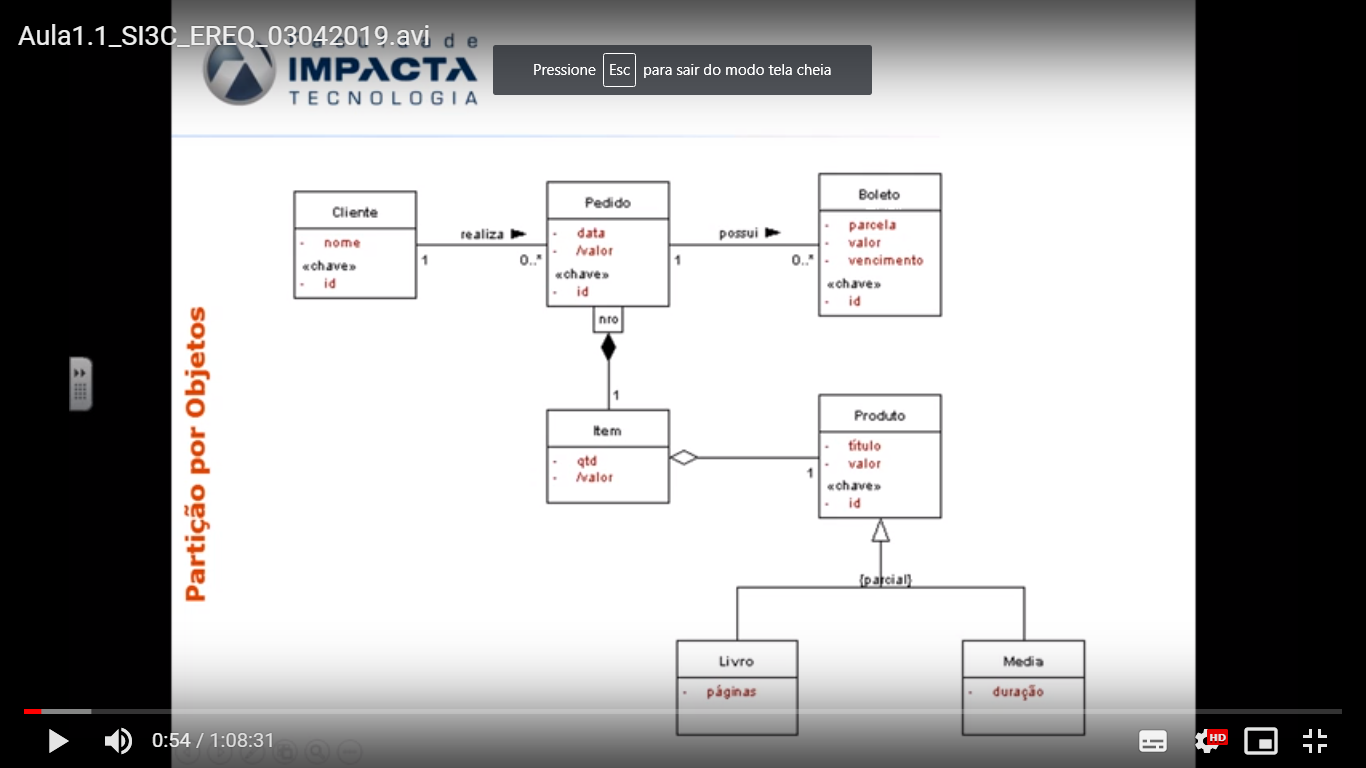 Aula1.1_SI3C_EREQ_03042019.avi
IMPACTA
TECNOLOGIA
Pressione Esc para sair do modo tela cheia
Partição por Objetos
Cliente
- nome
«chave»
- id
realiza
1
0..*
Pedido
- data
- /valor
«chave»
- id
nro
possui
1
0..*
Boleto
- parcela
- valor
- vencimento
«chave»
- id
1
Item
- qtd
- /valor
1
Produto
- título
- valor
«chave»
- id
{parcial}
Livro
- páginas
Media
- duração
0:54 / 1:08:31
HD